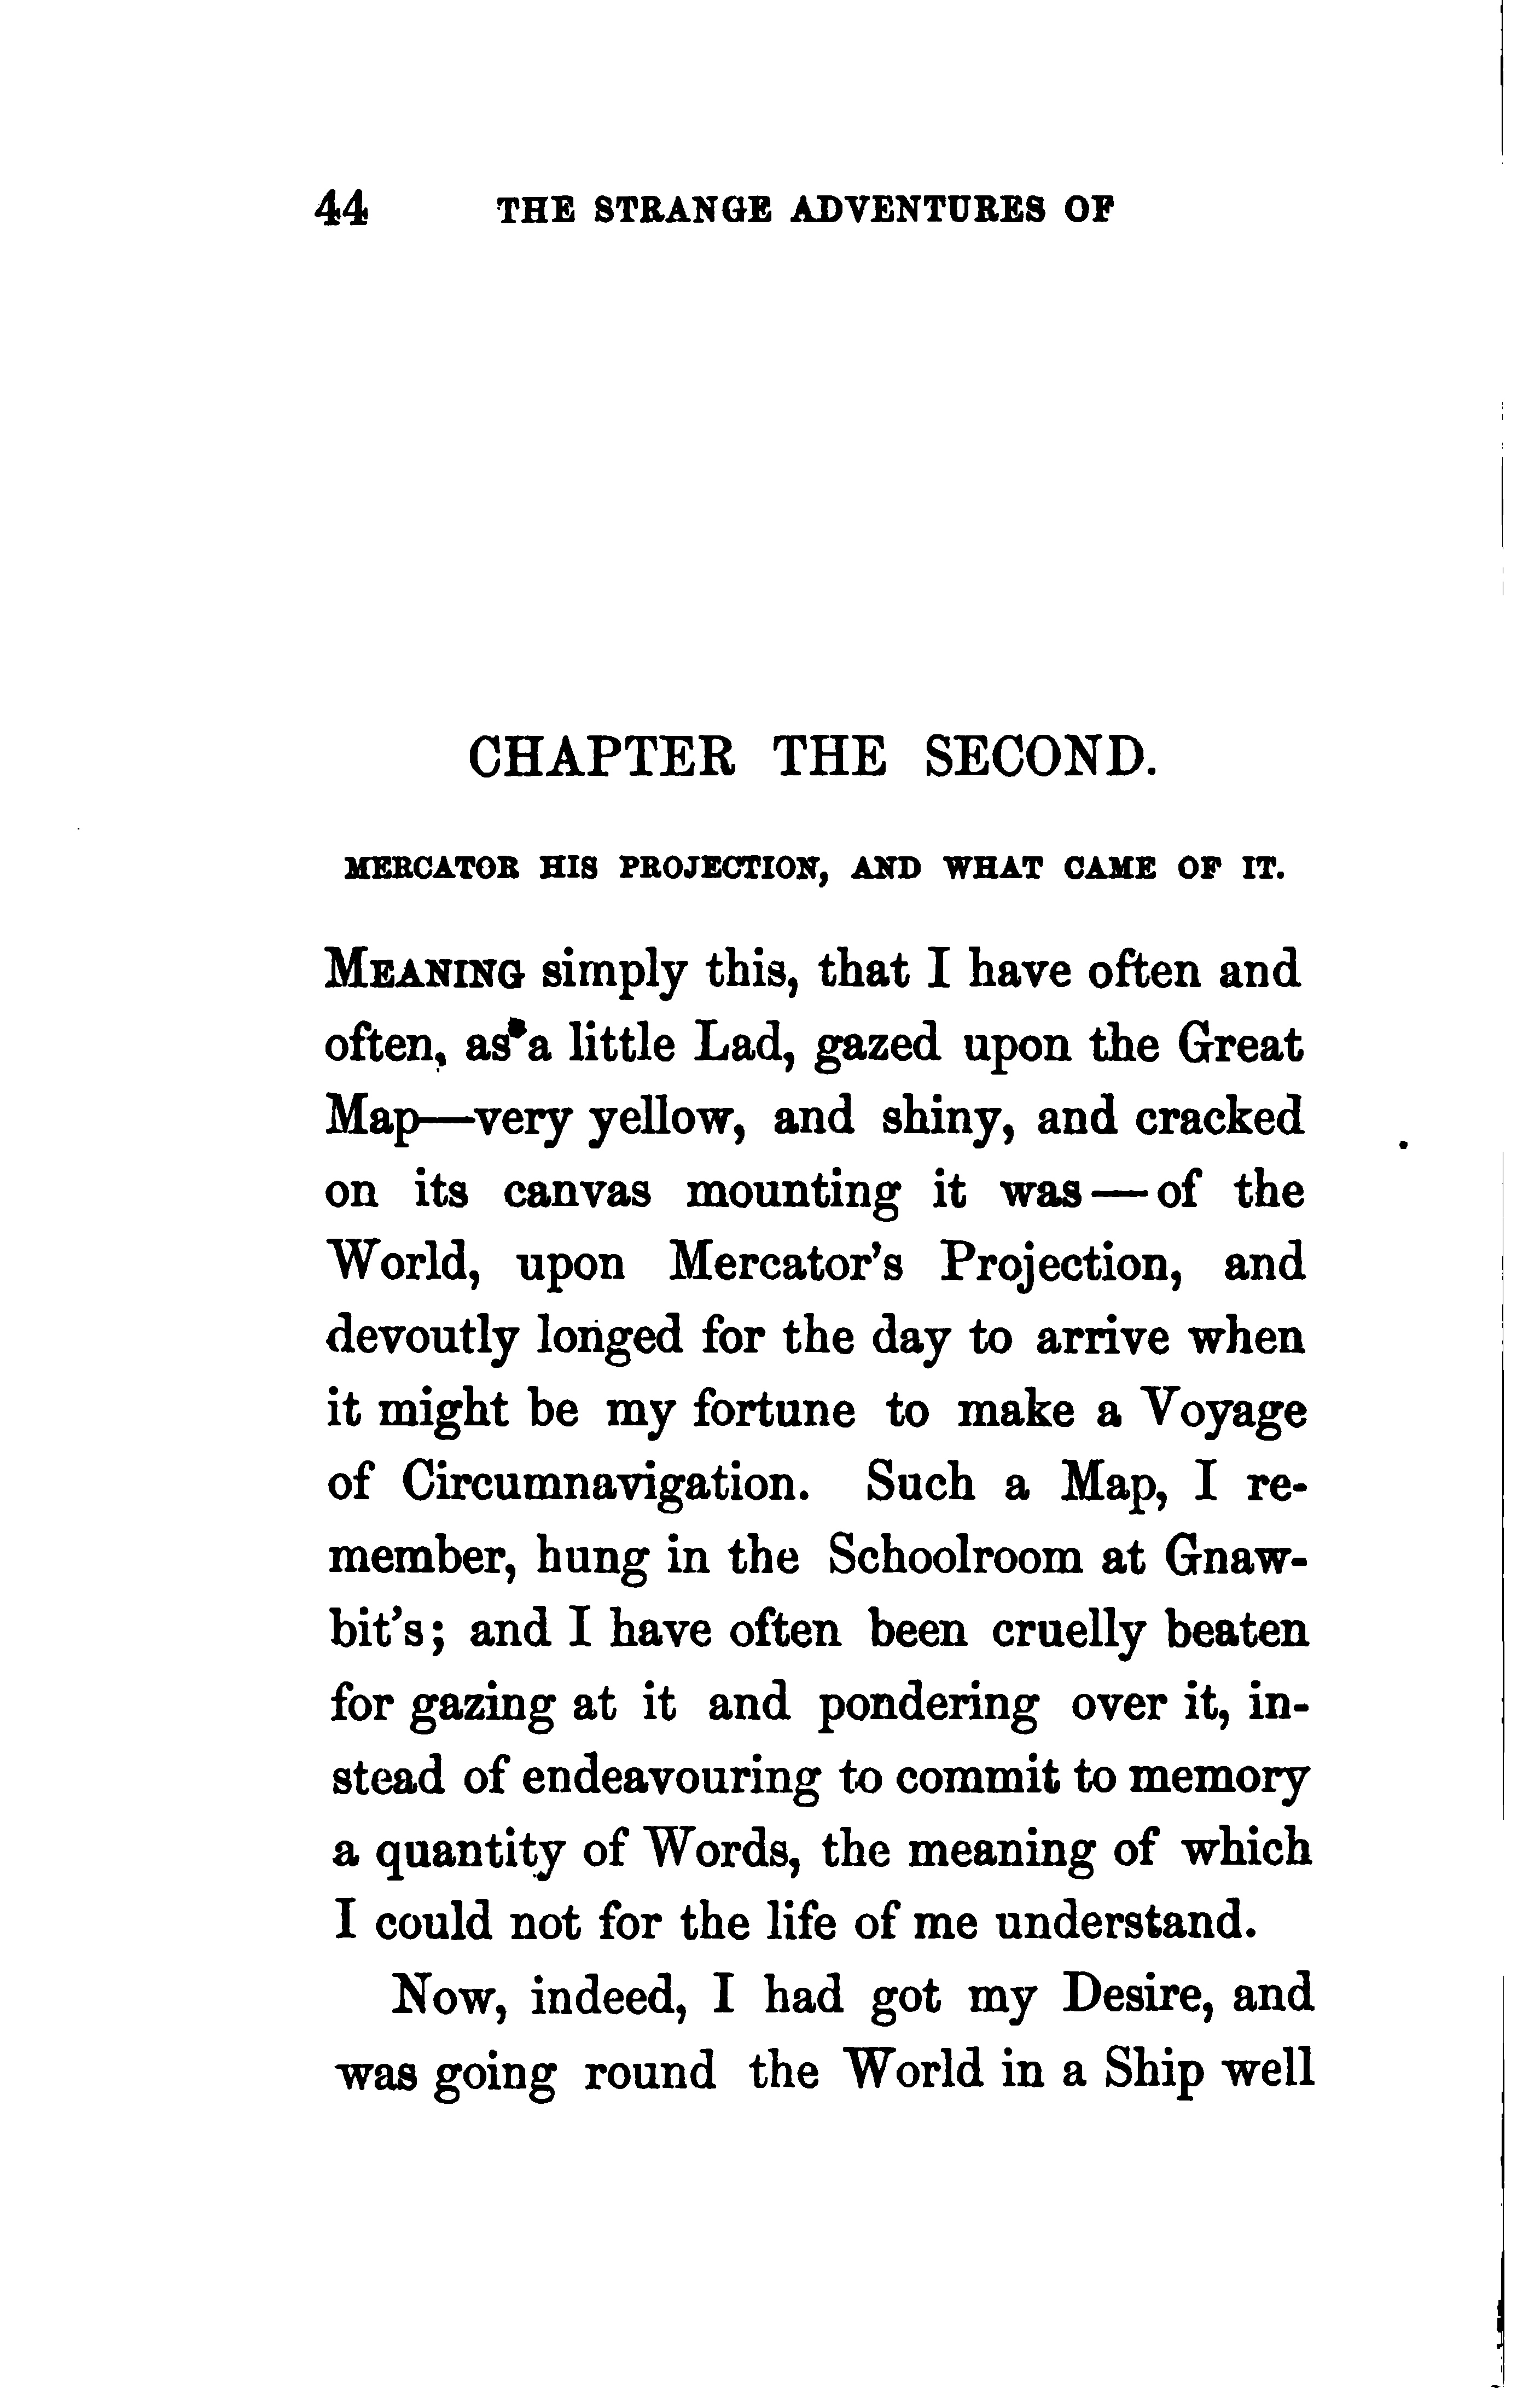 44 THE STRANGE ADVENTURES OF
CHAPTER THE SECOND.
MERCATOR HIS PROJECTION, AND WHAT CAME OF IT.
MEANING simply this, that I have often and
often, as a little Lad, gazed upon the Great
Map—very yellow, and shiny, and cracked
on its canvas mounting it was—of the
World, upon Mercator's Projection, and
devoutly longed for the day to arrive when
it might be my fortune to make a Voyage
of Circumnavigation. Such a Map, I re-
member, hung in the Schoolroom at Gnaw-
bit's; and I have often been cruelly beaten
for gazing at it and pondering over it, in-
stead of endeavouring to commit to memory
a quantity of Words, the meaning of which
I could not for the life of me understand.
Now, indeed, I had got my Desire, and
was going round the World in a Ship well